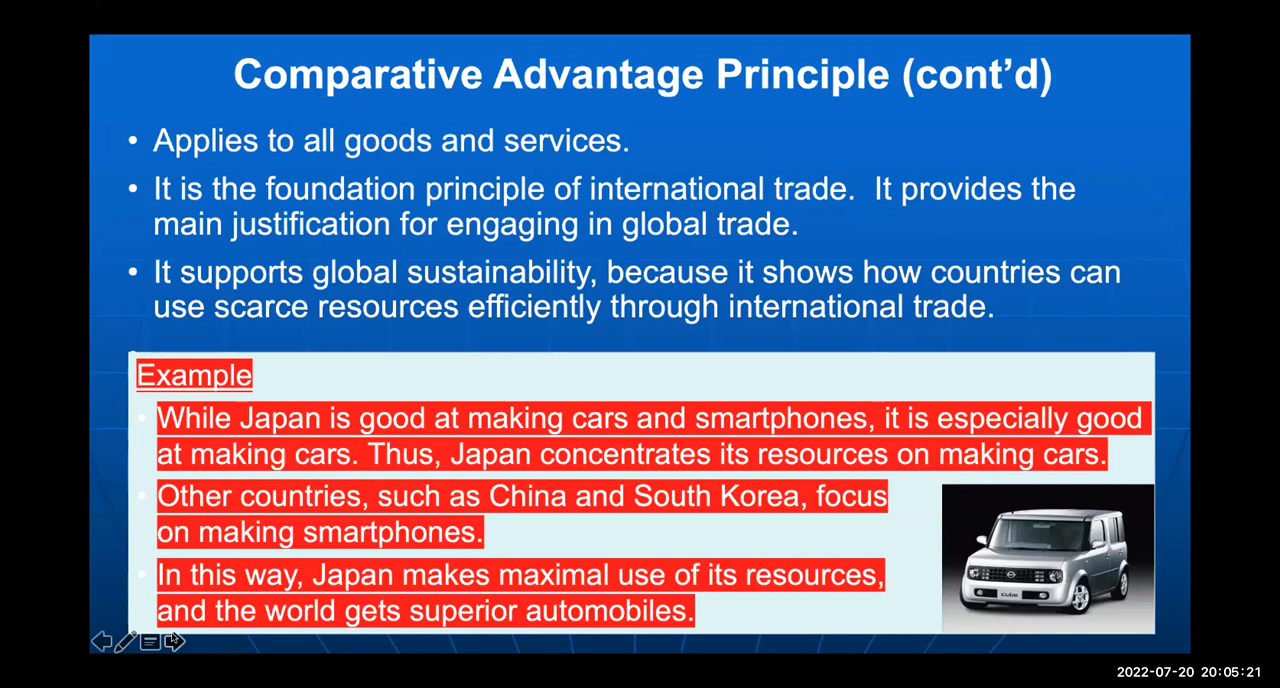 Comparative Advantage Principle (cont’d)
• Applies to all goods and services.
• It is the foundation principle of international trade.  It provides the
main justification for engaging in global trade.
• It supports global sustainability, because it shows how countries can
use scarce resources efficiently through international trade.
Example
• While Japan is good at making cars and smartphones, it is especially good
at making cars. Thus, Japan concentrates its resources on making cars.
• Other countries, such as China and South Korea, focus
on making smartphones.
• In this way, Japan makes maximal use of its resources,
and the world gets superior automobiles.
cube
2022-07-20 20:05:21